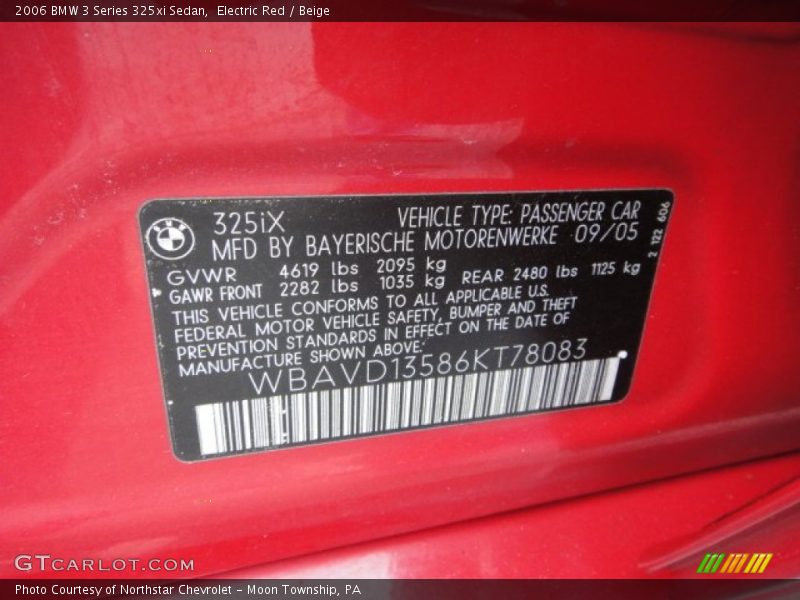 2006 BMW 3 Series 325xi Sedan, Electric Red / Beige
325iX VEHICLE TYPE: PASSENGER CAR
MFD BY BAYERISCHE MOTORENWERKE 09/05
GVWR 4619 lbs 2095 kg
GAWR FRONT 2282 lbs 1035 kg REAR 2480 lbs 1125 kg
THIS VEHICLE CONFORMS TO ALL APPLICABLE U.S.
FEDERAL MOTOR VEHICLE SAFETY, BUMPER AND THEFT
PREVENTION STANDARDS IN EFFECT ON THE DATE OF
MANUFACTURE SHOWN ABOVE:
WBAVD13586KT78083
2 122 606
GTCARLOT.COM
Photo Courtesy of Northstar Chevrolet - Moon Township, PA